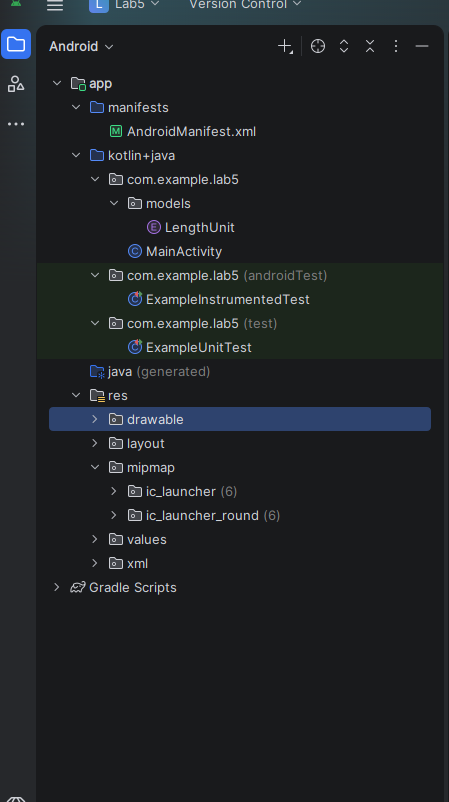 L Lab5 Version Control
Android
app
manifests
M AndroidManifest.xml
kotlin+java
com.example.lab5
models
E LengthUnit
C MainActivity
com.example.lab5 (androidTest)
C ExampleInstrumentedTest
com.example.lab5 (test)
C ExampleUnitTest
java (generated)
res
drawable
layout
mipmap
ic_launcher (6)
ic_launcher_round (6)
values
xml
Gradle Scripts